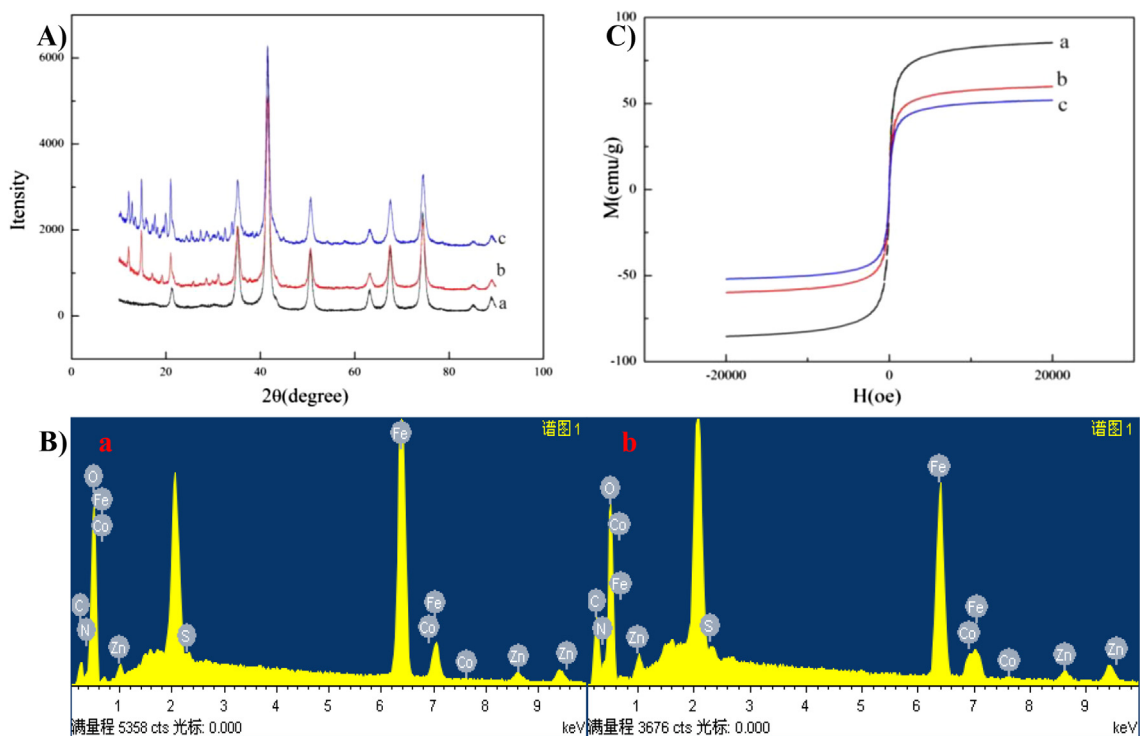 A)
6000
4000
2000
0
Itensity
c
b
a
0
20
40
60
80
100
2θ(degree)
C)
100
50
0
-50
-100
M(emu/g)
a
b
c
-20000
0
20000
H(oe)
B)
a
谱图 1
O
Fe
Co
C
N
Zn
S
Fe
Fe
Co
Co
Zn
Zn
1 2 3 4 5 6 7 8 9
满量程 5358 cts 光标: 0.000
keV
b
谱图 1
O
Co
Fe
C
N
Zn
S
Fe
Fe
Co
Co
Zn
Zn
1 2 3 4 5 6 7 8 9
满量程 3676 cts 光标: 0.000
keV